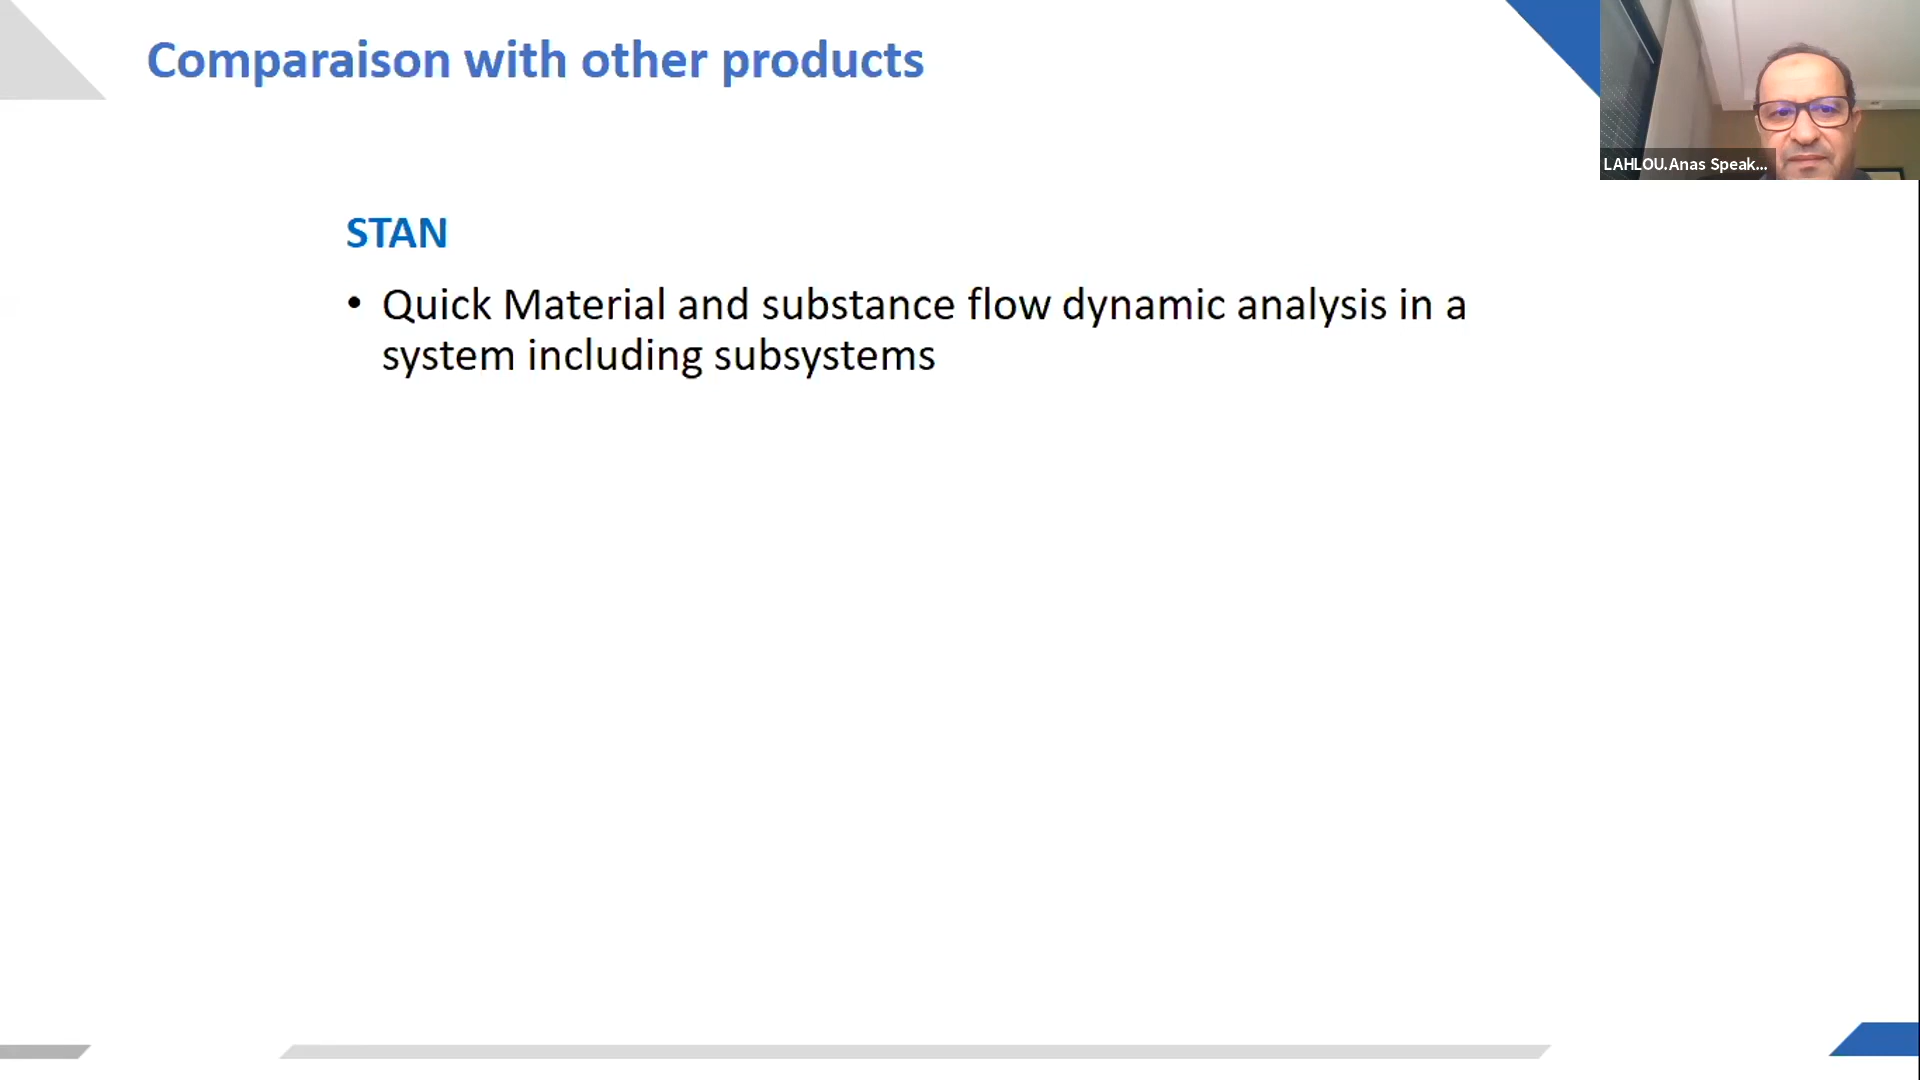 Comparaison with other products
LAHLOU.Anas Speak...
STAN
• Quick Material and substance flow dynamic analysis in a
system including subsystems